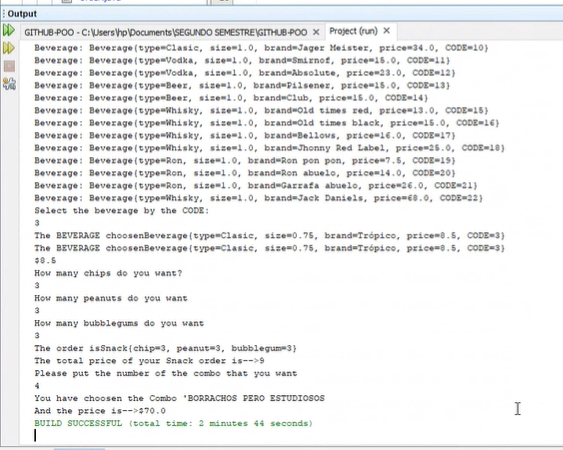 Output
GITHUB-POO - C:\Users\hp\Documents\SEGUNDO SEMESTRE\GITHUB-POO × Project (run) ×
Beverage: Beverage{type=Clasic, size=1.0, brand=Jager Meister, price=34.0, CODE=10}
Beverage: Beverage{type=Vodka, size=1.0, brand=Smirnof, price=15.0, CODE=11}
Beverage: Beverage{type=Vodka, size=1.0, brand=Absolute, price=23.0, CODE=12}
Beverage: Beverage{type=Beer, size=1.0, brand=Pilsener, price=15.0, CODE=13}
Beverage: Beverage{type=Beer, size=1.0, brand=Club, price=15.0, CODE=14}
Beverage: Beverage{type=Whisky, size=1.0, brand=Old times red, price=13.0, CODE=15}
Beverage: Beverage{type=Whisky, size=1.0, brand=Old times black, price=15.0, CODE=16}
Beverage: Beverage{type=Whisky, size=1.0, brand=Bellows, price=16.0, CODE=17}
Beverage: Beverage{type=Whisky, size=1.0, brand=Jhonny Red Label, price=25.0, CODE=18}
Beverage: Beverage{type=Ron, size=1.0, brand=Ron pon pon, price=7.5, CODE=19}
Beverage: Beverage{type=Ron, size=1.0, brand=Ron abuelo, price=14.0, CODE=20}
Beverage: Beverage{type=Ron, size=1.0, brand=Garrafa abuelo, price=26.0, CODE=21}
Beverage: Beverage{type=Whisky, size=1.0, brand=Jack Daniels, price=68.0, CODE=22}
Select the beverage by the CODE:
3
The BEVERAGE choosenBeverage{type=Clasic, size=0.75, brand=Trópico, price=8.5, CODE=3}
The BEVERAGE choosenBeverage{type=Clasic, size=0.75, brand=Trópico, price=8.5, CODE=3}
$8.5
How many chips do you want?
3
How many peanuts do you want
3
How many bubblegums do you want
3
The order isSnack{chip=3, peanut=3, bubblegum=3}
The total price of your Snack order is-->9
Please put the number of the combo that you want
4
You have choosen the Combo 'BORRACHOS PERO ESTUDIOSOS
And the price is-->$70.0
BUILD SUCCESSFUL (total time: 2 minutes 44 seconds)